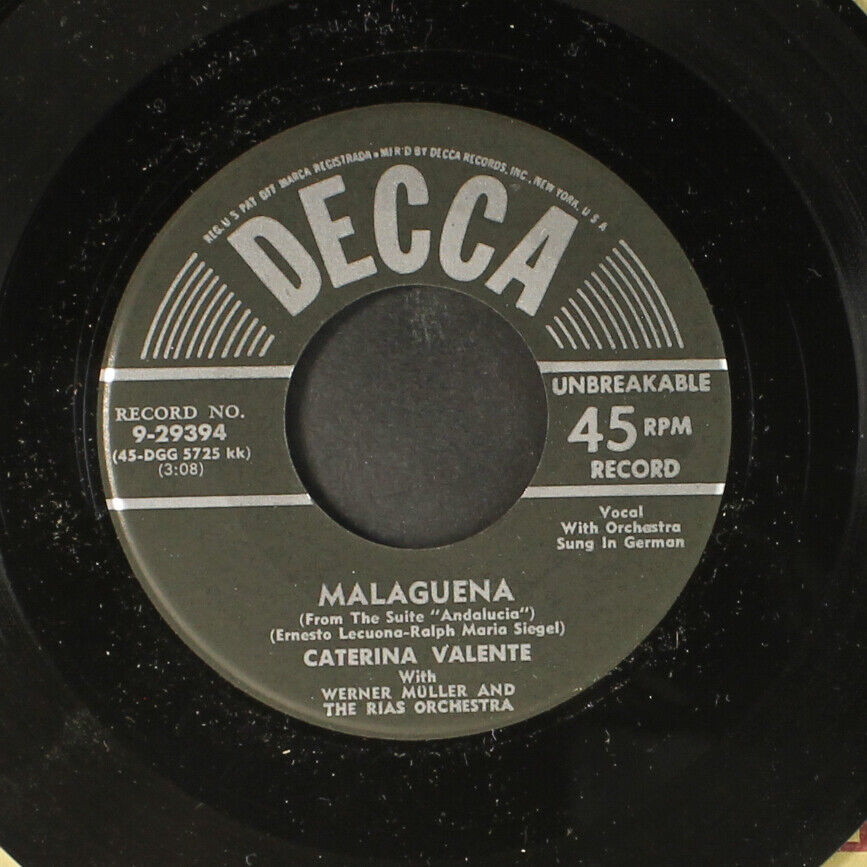 REG. U S PAT OFF MARCA REGISTRADA • M'F'R'D BY DECCA RECORDS, INC., NEW YORK, U S A
DECCA
RECORD NO.
9-29394
(45-DGG 5725 kk)
(3:08)
UNBREAKABLE
45 RPM
RECORD
Vocal
With Orchestra
Sung In German
MALAGUENA
(From The Suite "Andalucia")
(Ernesto Lecuona-Ralph Maria Siegel)
CATERINA VALENTE
With
WERNER MÜLLER AND
THE RIAS ORCHESTRA